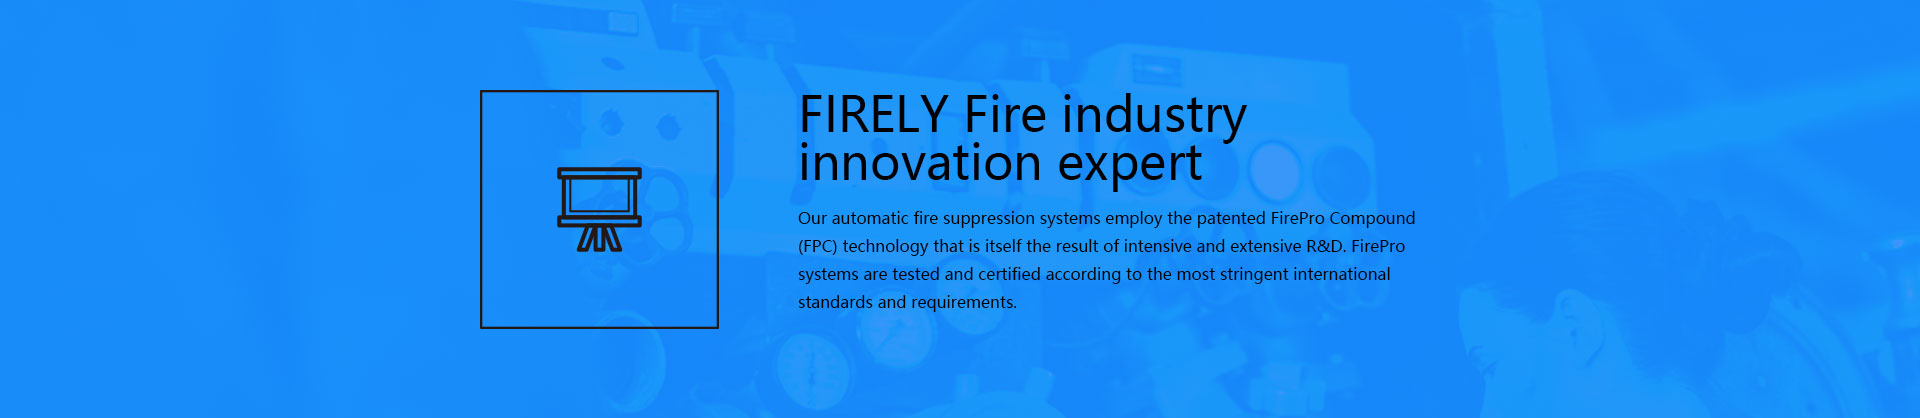 FIRELY Fire industry
innovation expert
Our automatic fire suppression systems employ the patented FirePro Compound
(FPC) technology that is itself the result of intensive and extensive R&D. FirePro
systems are tested and certified according to the most stringent international
standards and requirements.